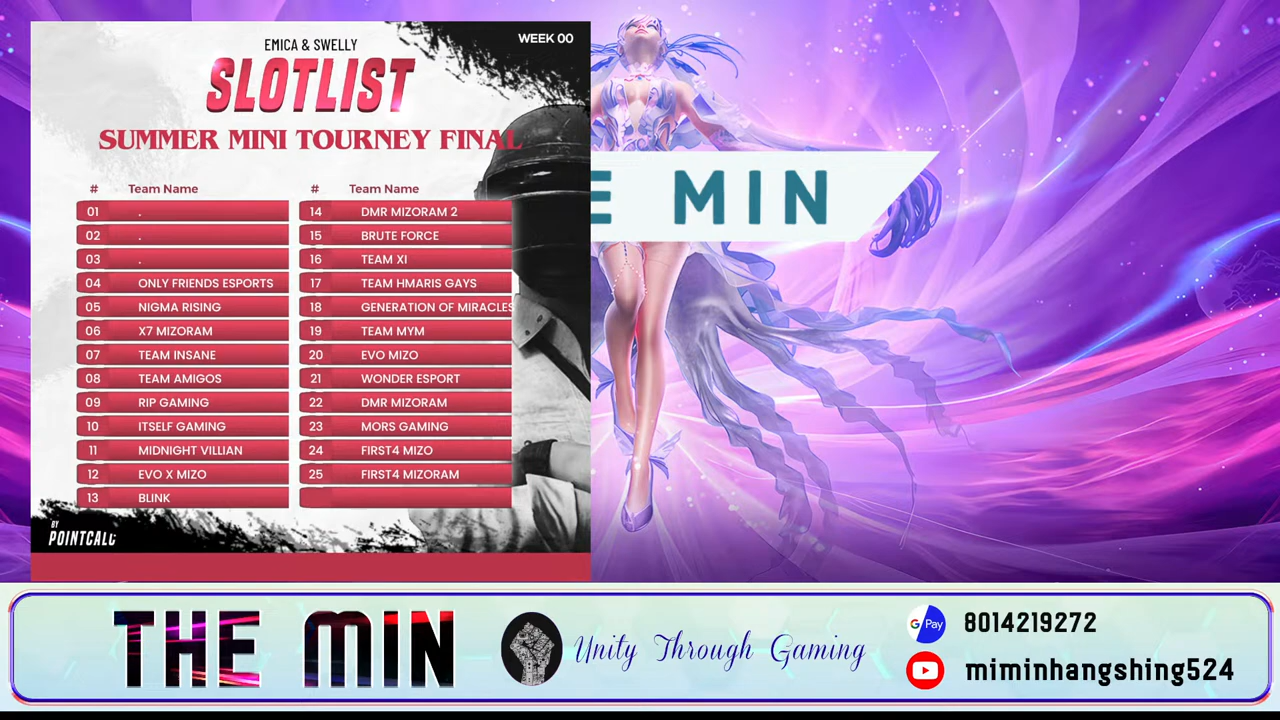 EMICA & SWELLY
WEEK 00
SLOTLIST
SUMMER MINI TOURNEY FINAL
# Team Name
01 .
02 .
03 .
04 ONLY FRIENDS ESPORTS
05 NIGMA RISING
06 X7 MIZORAM
07 TEAM INSANE
08 TEAM AMIGOS
09 RIP GAMING
10 ITSELF GAMING
11 MIDNIGHT VILLIAN
12 EVO X MIZO
13 BLINK
# Team Name
14 DMR MIZORAM 2
15 BRUTE FORCE
16 TEAM XI
17 TEAM HMARIS GAYS
18 GENERATION OF MIRACLES
19 TEAM MYM
20 EVO MIZO
21 WONDER ESPORT
22 DMR MIZORAM
23 MORS GAMING
24 FIRST4 MIZO
25 FIRST4 MIZORAM
BY
POINTCALC
E MIN
THE MIN
Unity Through Gaming
G Pay 8014219272
miminhangshing524